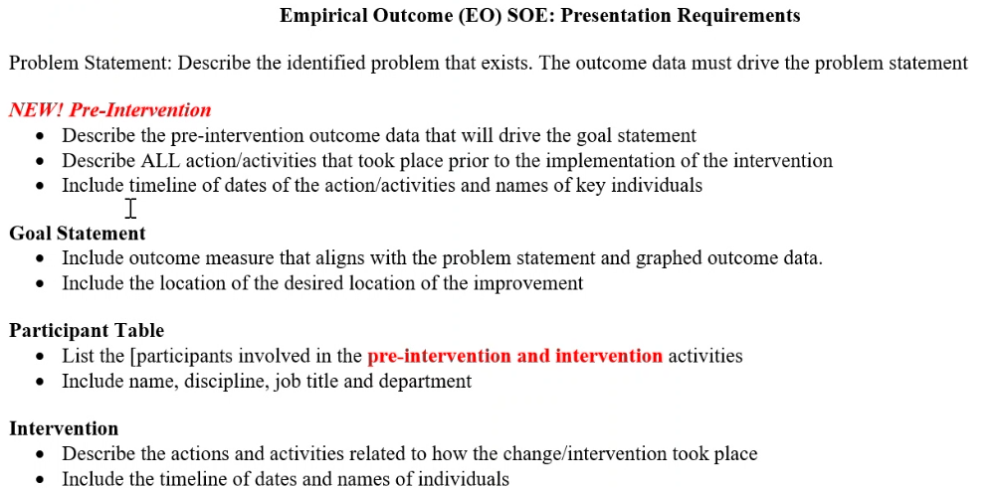 Empirical Outcome (EO) SOE: Presentation Requirements
Problem Statement: Describe the identified problem that exists. The outcome data must drive the problem statement
NEW! Pre-Intervention
• Describe the pre-intervention outcome data that will drive the goal statement
• Describe ALL action/activities that took place prior to the implementation of the intervention
• Include timeline of dates of the action/activities and names of key individuals
Goal Statement
• Include outcome measure that aligns with the problem statement and graphed outcome data.
• Include the location of the desired location of the improvement
Participant Table
• List the [participants involved in the pre-intervention and intervention activities
• Include name, discipline, job title and department
Intervention
• Describe the actions and activities related to how the change/intervention took place
• Include the timeline of dates and names of individuals